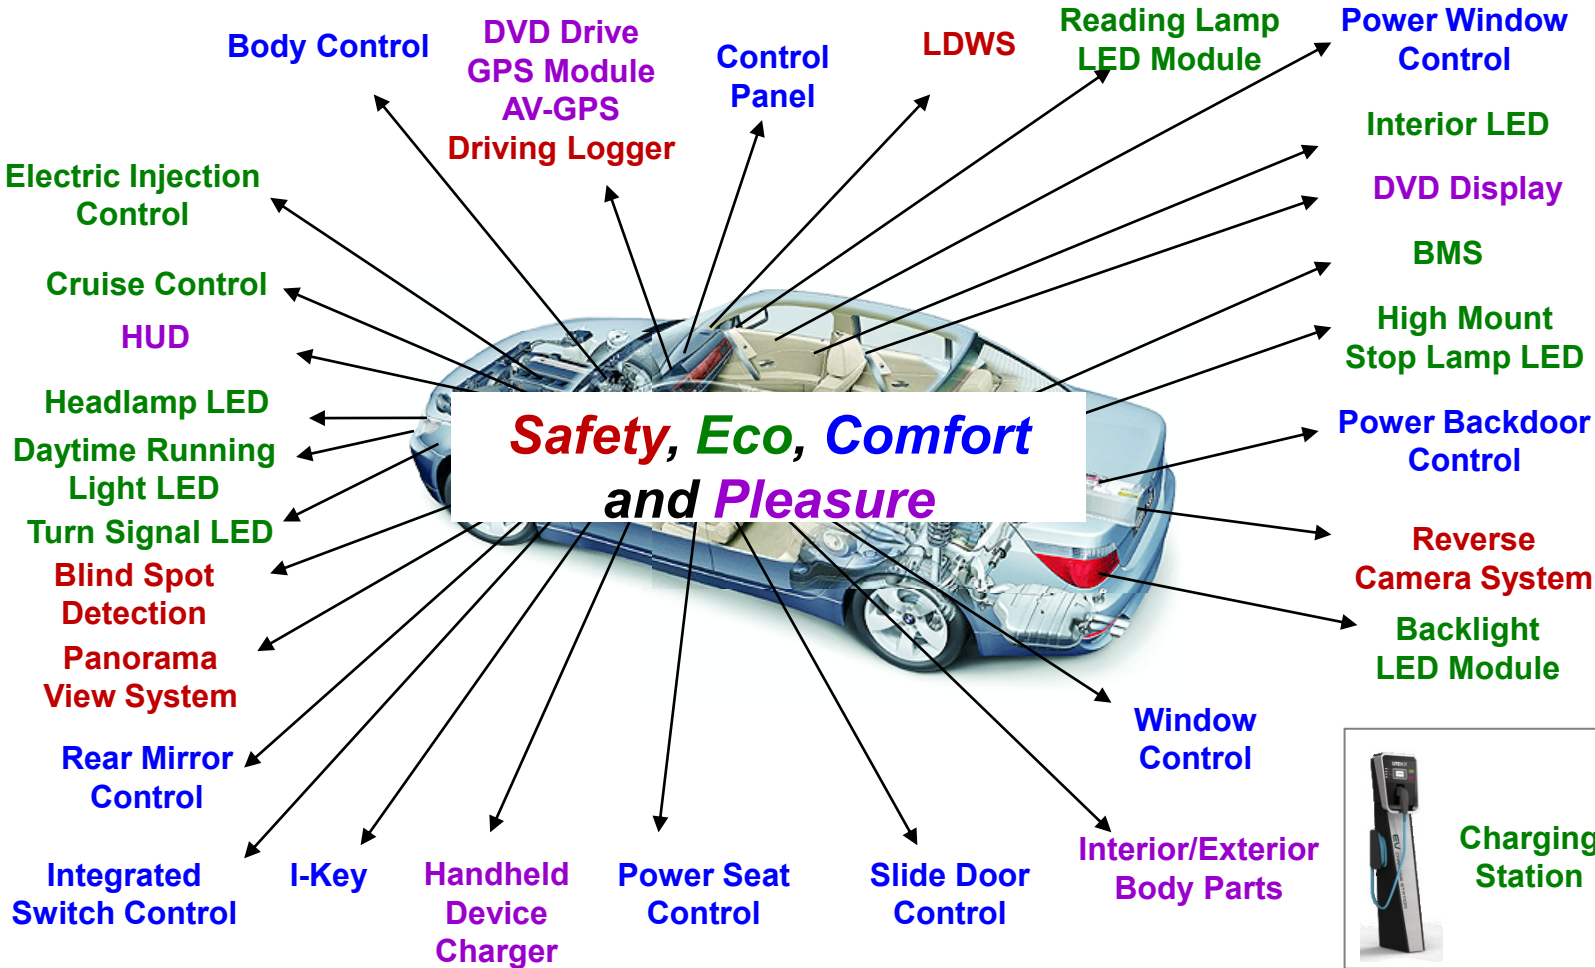 Body Control
DVD Drive
GPS Module
AV-GPS
Driving Logger
Control
Panel
LDWS
Reading Lamp
LED Module
Power Window
Control
Interior LED
DVD Display
BMS
High Mount
Stop Lamp LED
Power Backdoor
Control
Reverse
Camera System
Backlight
LED Module
Electric Injection
Control
Cruise Control
HUD
Headlamp LED
Daytime Running
Light LED
Turn Signal LED
Blind Spot
Detection
Panorama
View System
Rear Mirror
Control
Safety, Eco, Comfort
and Pleasure
Integrated
Switch Control
I-Key
Handheld
Device
Charger
Power Seat
Control
Slide Door
Control
Interior/Exterior
Body Parts
Window
Control
EV
Charging
Station